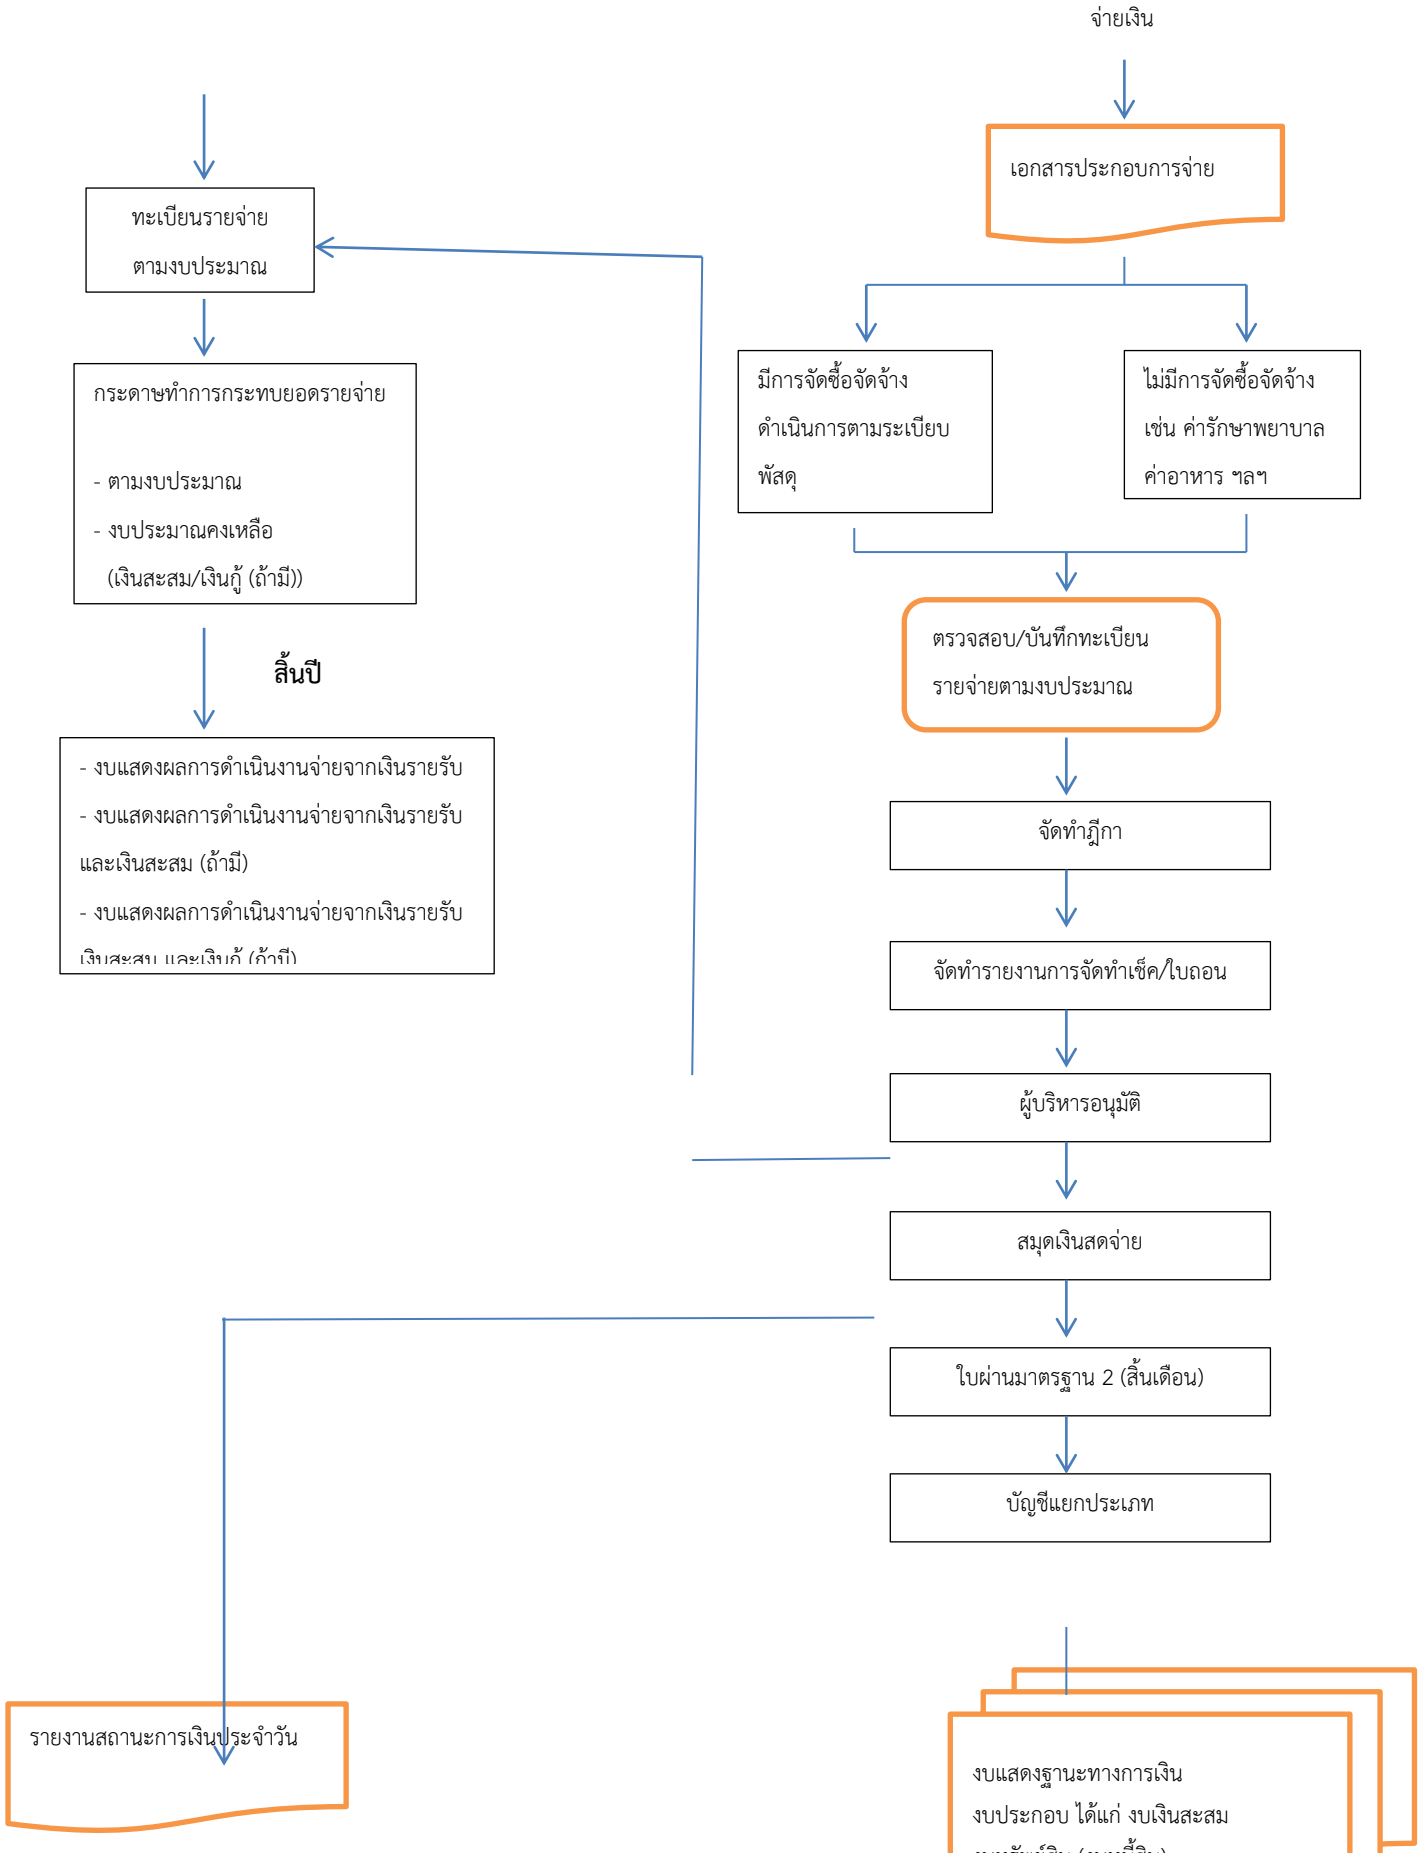 จ่ายเงิน
เอกสารประกอบการจ่าย
ทะเบียนรายจ่าย
ตามงบประมาณ
กระดาษทำการกระทบยอดรายจ่าย
- ตามงบประมาณ
- งบประมาณคงเหลือ
(เงินสะสม/เงินกู้ (ถ้ามี))
สิ้นปี
- งบแสดงผลการดำเนินงานจ่ายจากเงินรายรับ
- งบแสดงผลการดำเนินงานจ่ายจากเงินรายรับ
และเงินสะสม (ถ้ามี)
- งบแสดงผลการดำเนินงานจ่ายจากเงินรายรับ
เงินสะสม และเงินกู้ (ถ้ามี)
มีการจัดซื้อจัดจ้าง
ดำเนินการตามระเบียบ
พัสดุ
ไม่มีการจัดซื้อจัดจ้าง
เช่น ค่ารักษาพยาบาล
ค่าอาหาร ฯลฯ
ตรวจสอบ/บันทึกทะเบียน
รายจ่ายตามงบประมาณ
จัดทำฎีกา
จัดทำรายงานการจัดทำเช็ค/ใบถอน
ผู้บริหารอนุมัติ
สมุดเงินสดจ่าย
ใบผ่านมาตรฐาน 2 (สิ้นเดือน)
บัญชีแยกประเภท
รายงานสถานะการเงินประจำวัน
งบแสดงฐานะทางการเงิน
งบประกอบ ได้แก่ งบเงินสะสม